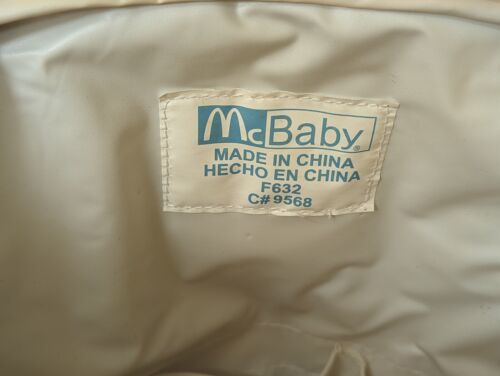 McBaby®
MADE IN CHINA
HECHO EN CHINA
F632
C#9568